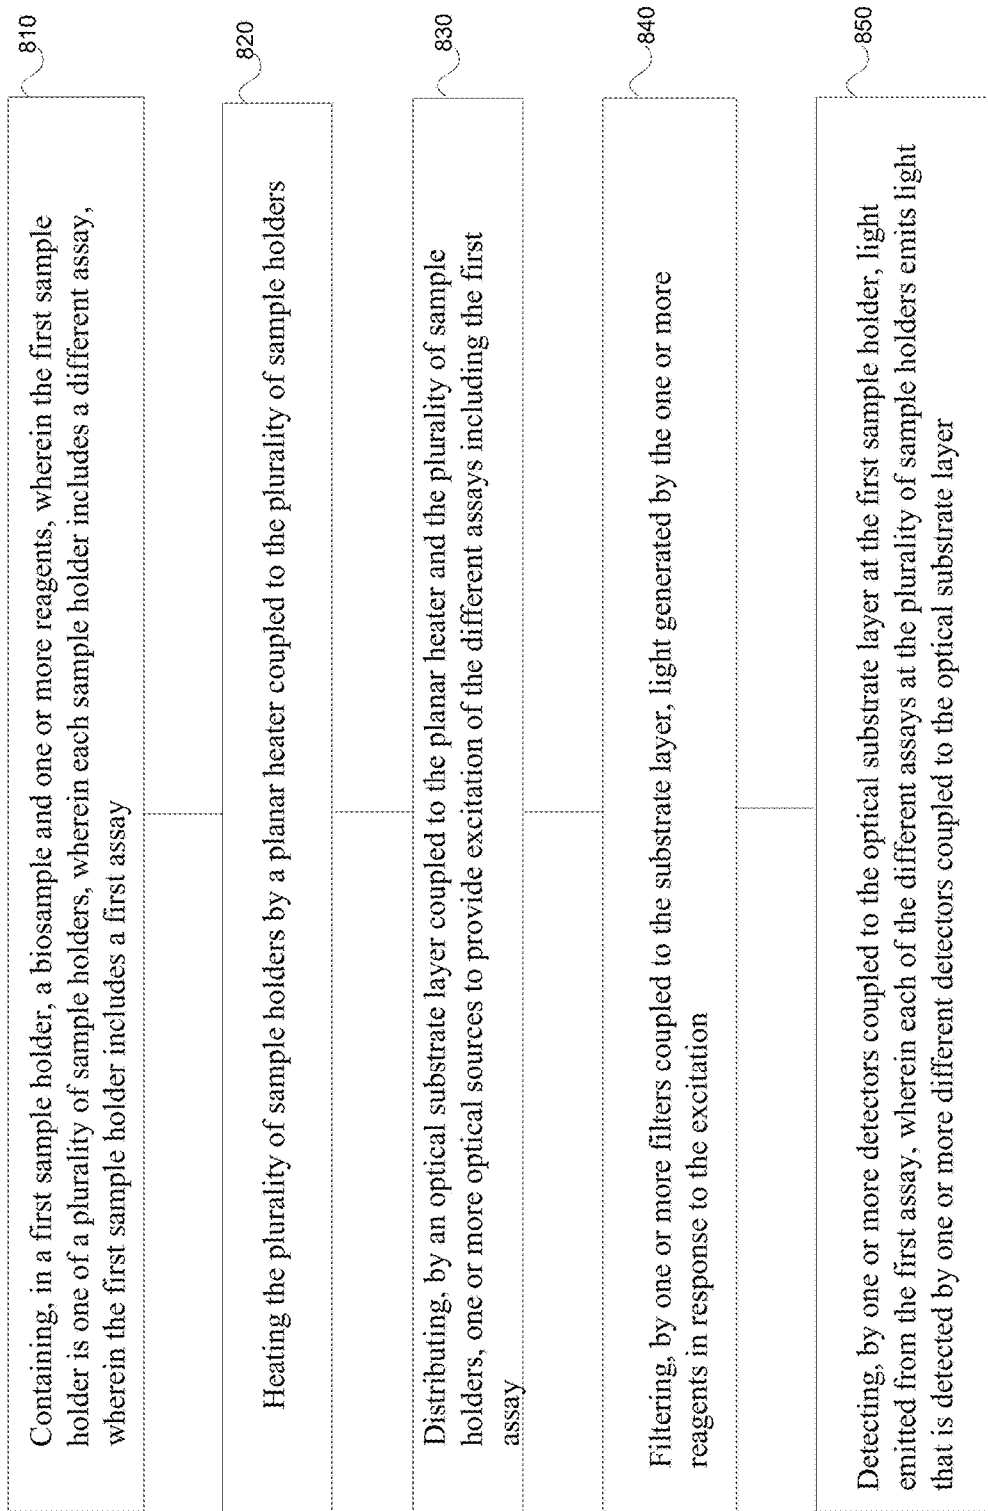 810
Containing, in a first sample holder, a biosample and one or more reagents, wherein the first sample
holder is one of a plurality of sample holders, wherein each sample holder includes a different assay,
wherein the first sample holder includes a first assay
820
Heating the plurality of sample holders by a planar heater coupled to the plurality of sample holders
830
Distributing, by an optical substrate layer coupled to the planar heater and the plurality of sample
holders, one or more optical sources to provide excitation of the different assays including the first
assay
840
Filtering, by one or more filters coupled to the substrate layer, light generated by the one or more
reagents in response to the excitation
850
Detecting, by one or more detectors coupled to the optical substrate layer at the first sample holder, light
emitted from the first assay, wherein each of the different assays at the plurality of sample holders emits light
that is detected by one or more different detectors coupled to the optical substrate layer